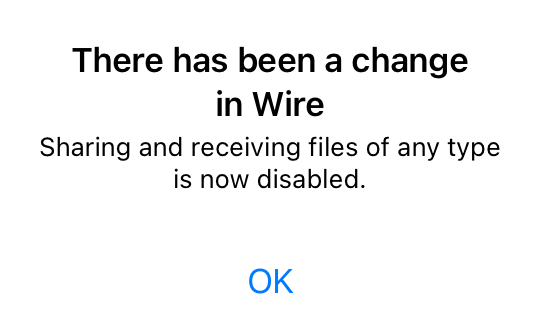 There has been a change
in Wire
Sharing and receiving files of any type
is now disabled.
OK